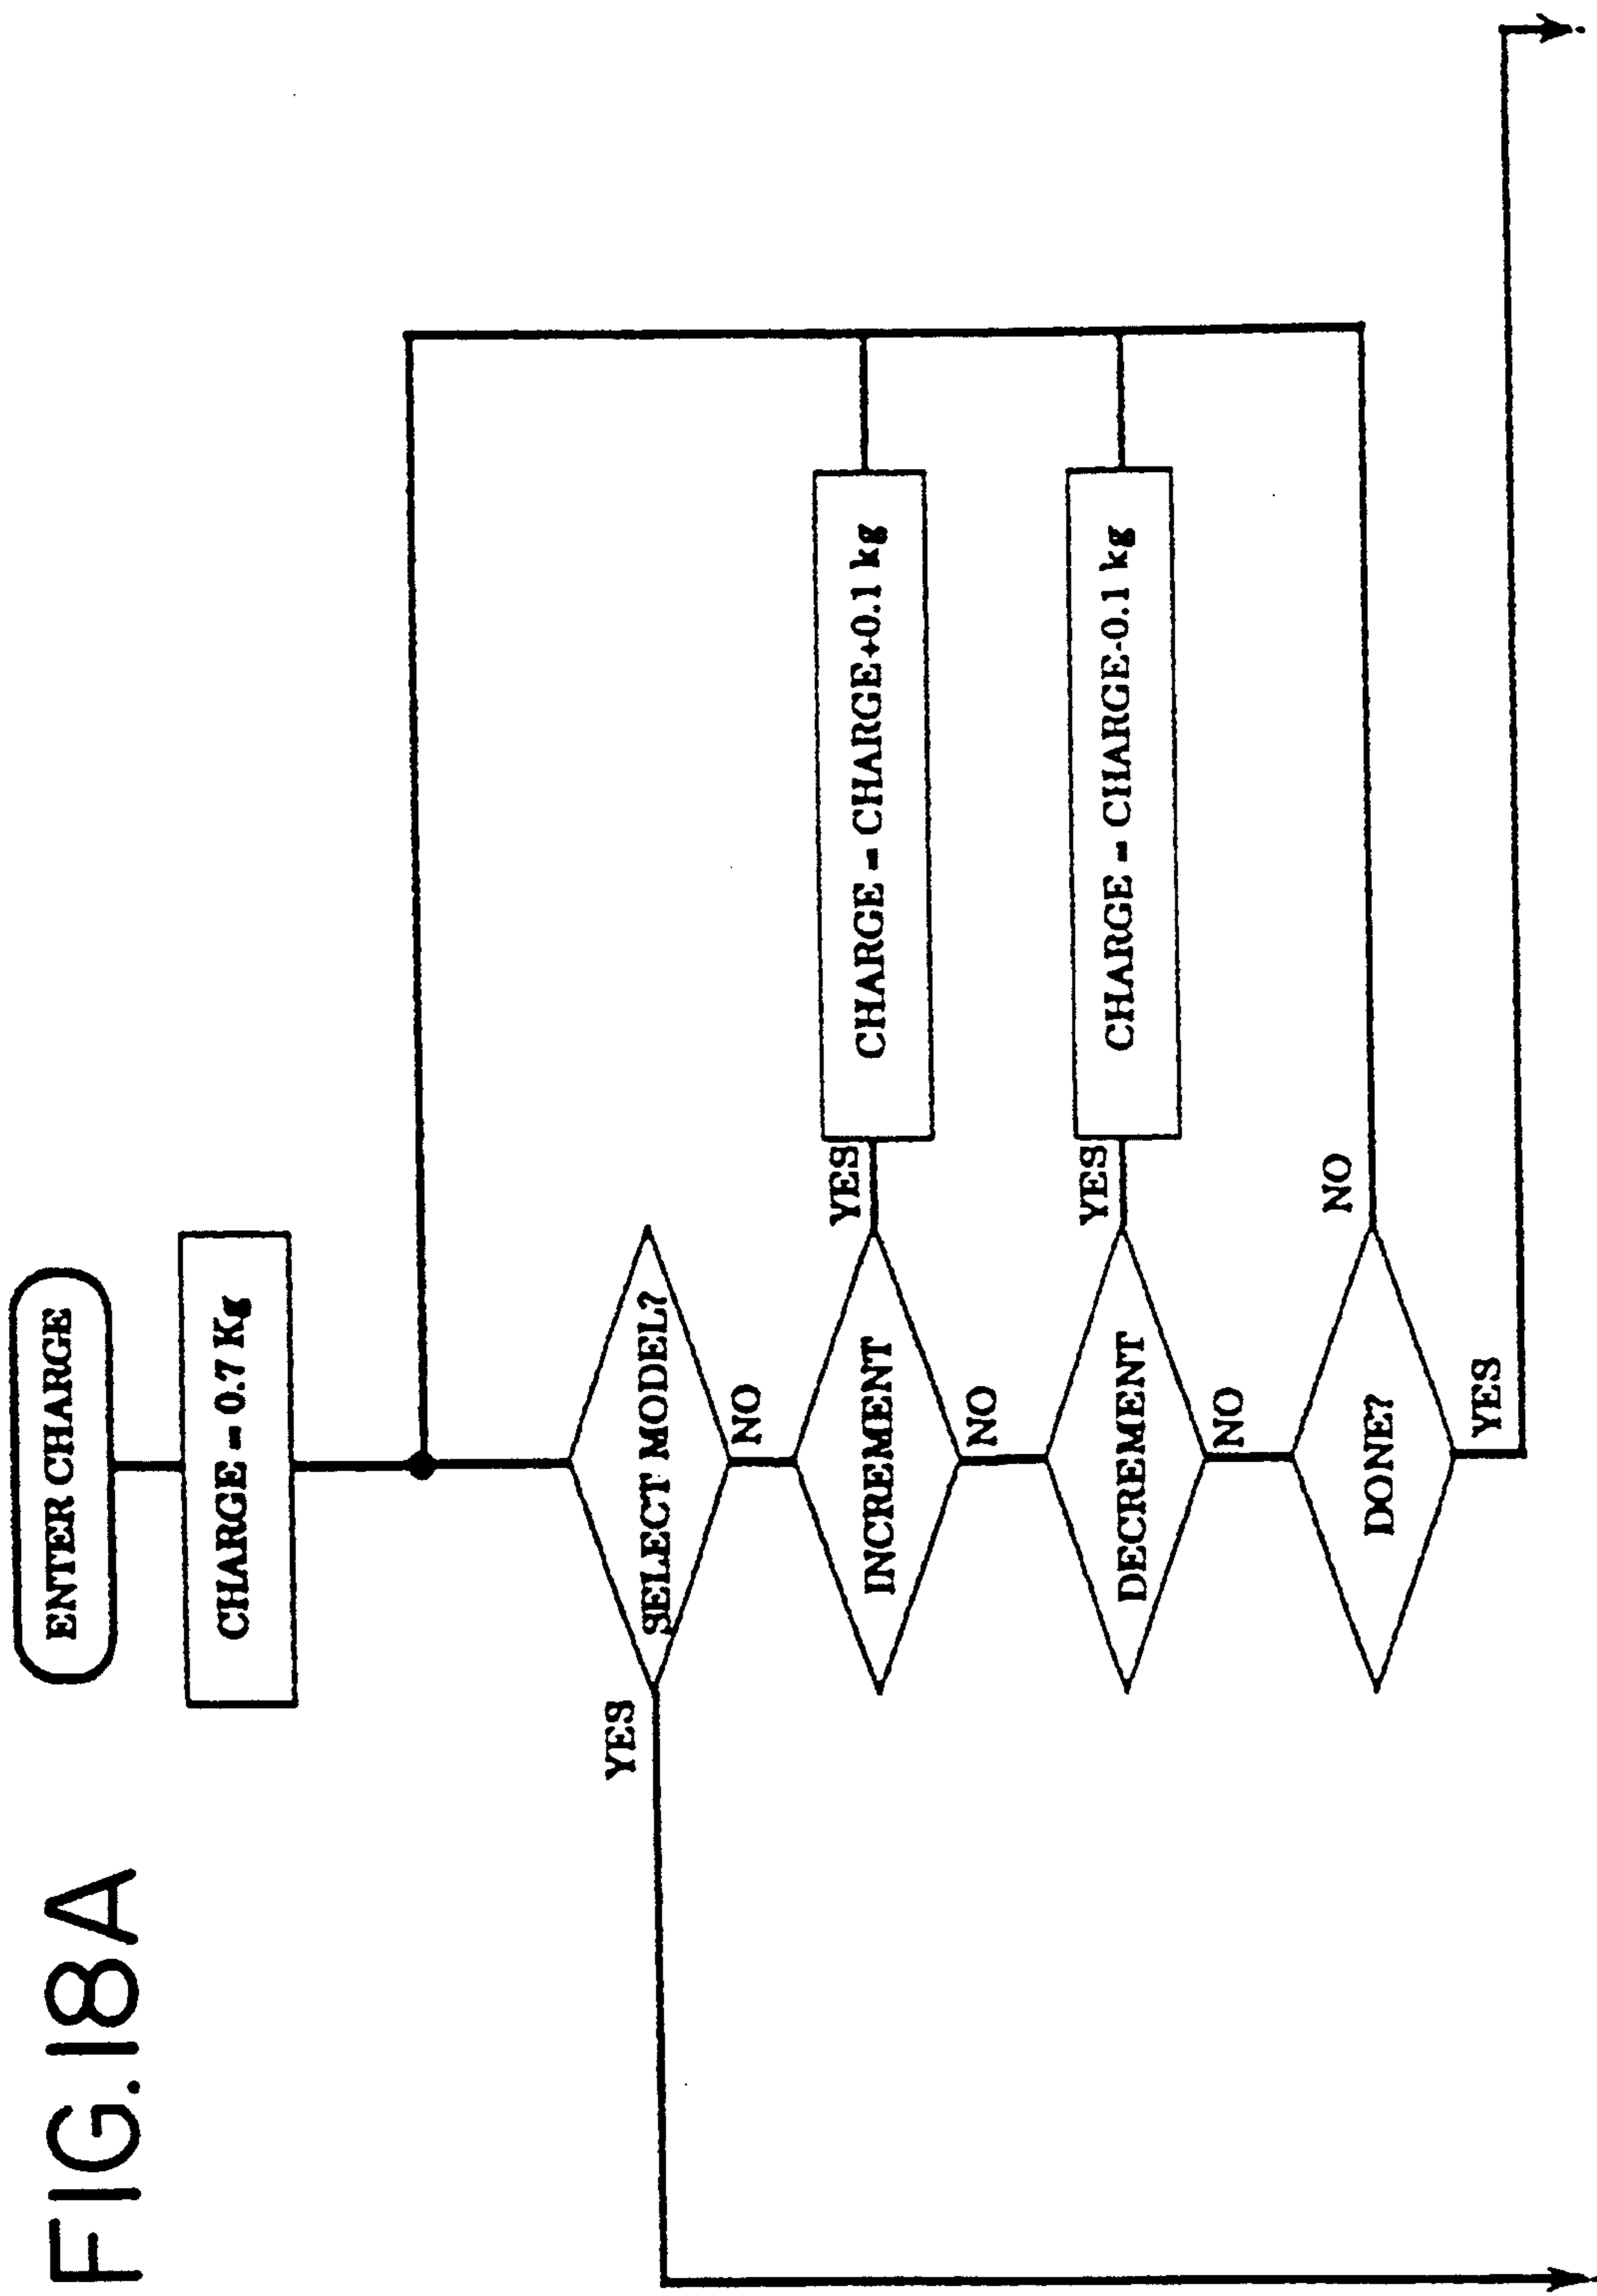 FIG.18A
ENTER CHARGE
CHARGE = 0.7 Kg
SELECT MODEL?
YES
NO
INCREMENT
YES
CHARGE = CHARGE+0.1 kg
NO
DECREMENT
YES
CHARGE = CHARGE-0.1 kg
NO
DONE?
NO
YES